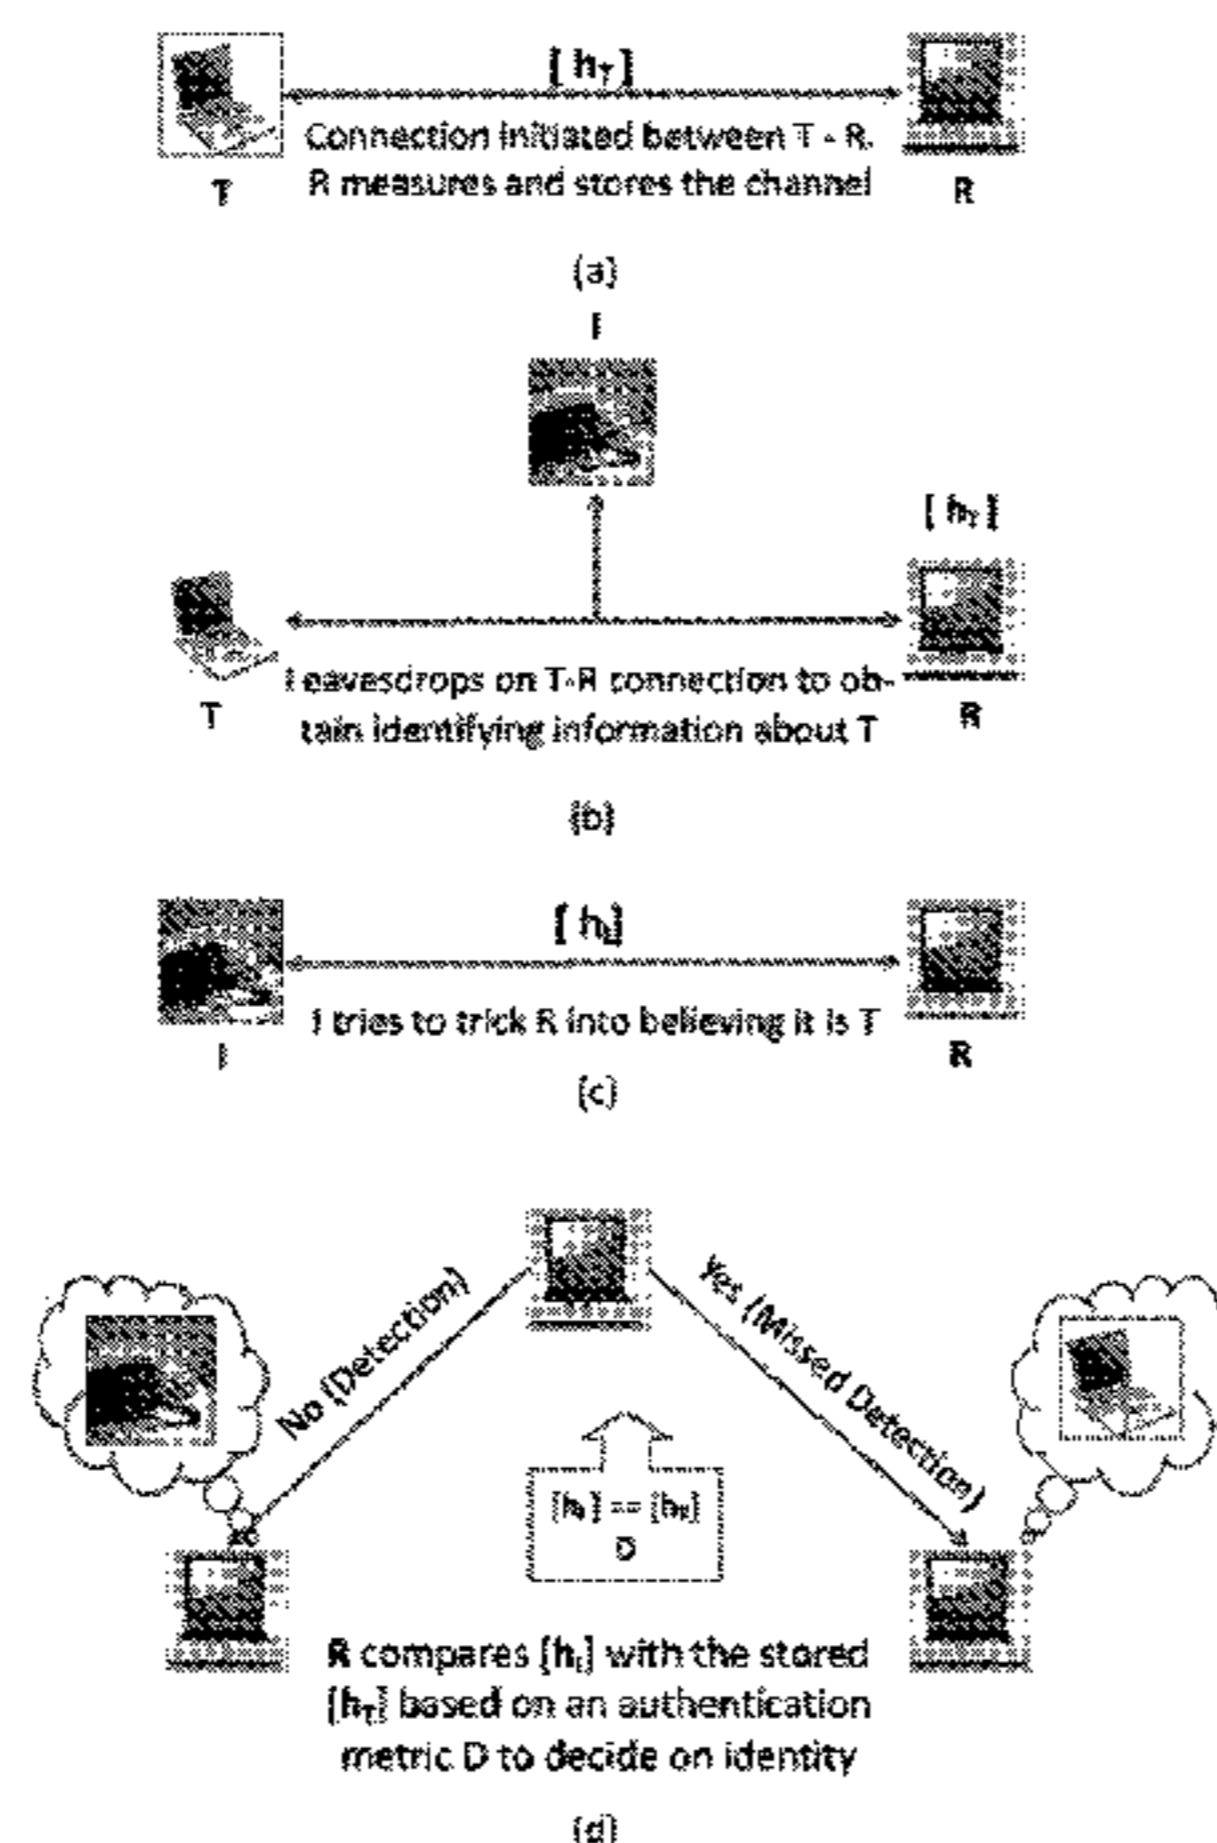 [ hT ]
Connection initiated between T - R.
R measures and stores the channel
T
R
(a)
I
[ hT ]
T
I eavesdrops on T-R connection to ob-
tain identifying information about T
R
(b)
[ hI]
I tries to trick R into believing it is T
I
R
(c)
No (Detection)
Yes (Missed Detection)
[hI] == [hT]
D
R compares [hI] with the stored
[hT] based on an authentication
metric D to decide on identity
(d)